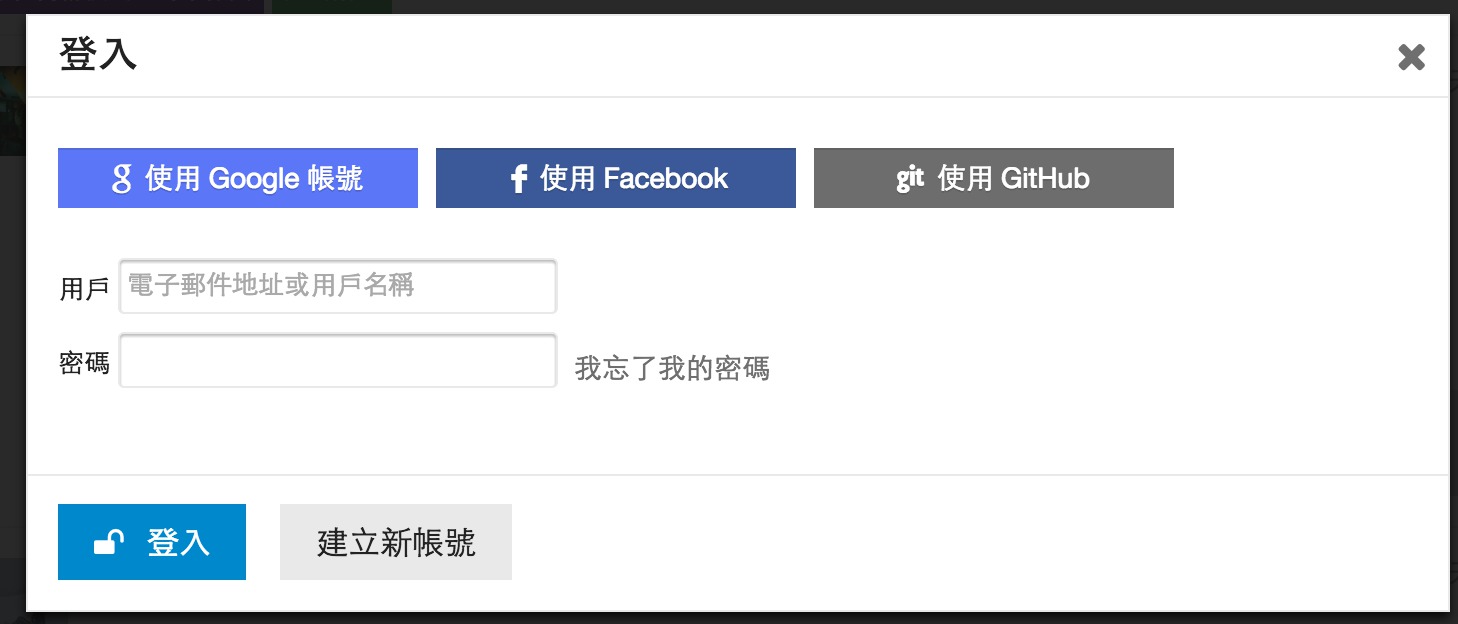 登入
g 使用 Google 帳號
f 使用 Facebook
git 使用 GitHub
用戶 電子郵件地址或用戶名稱
密碼 我忘了我的密碼
登入 建立新帳號